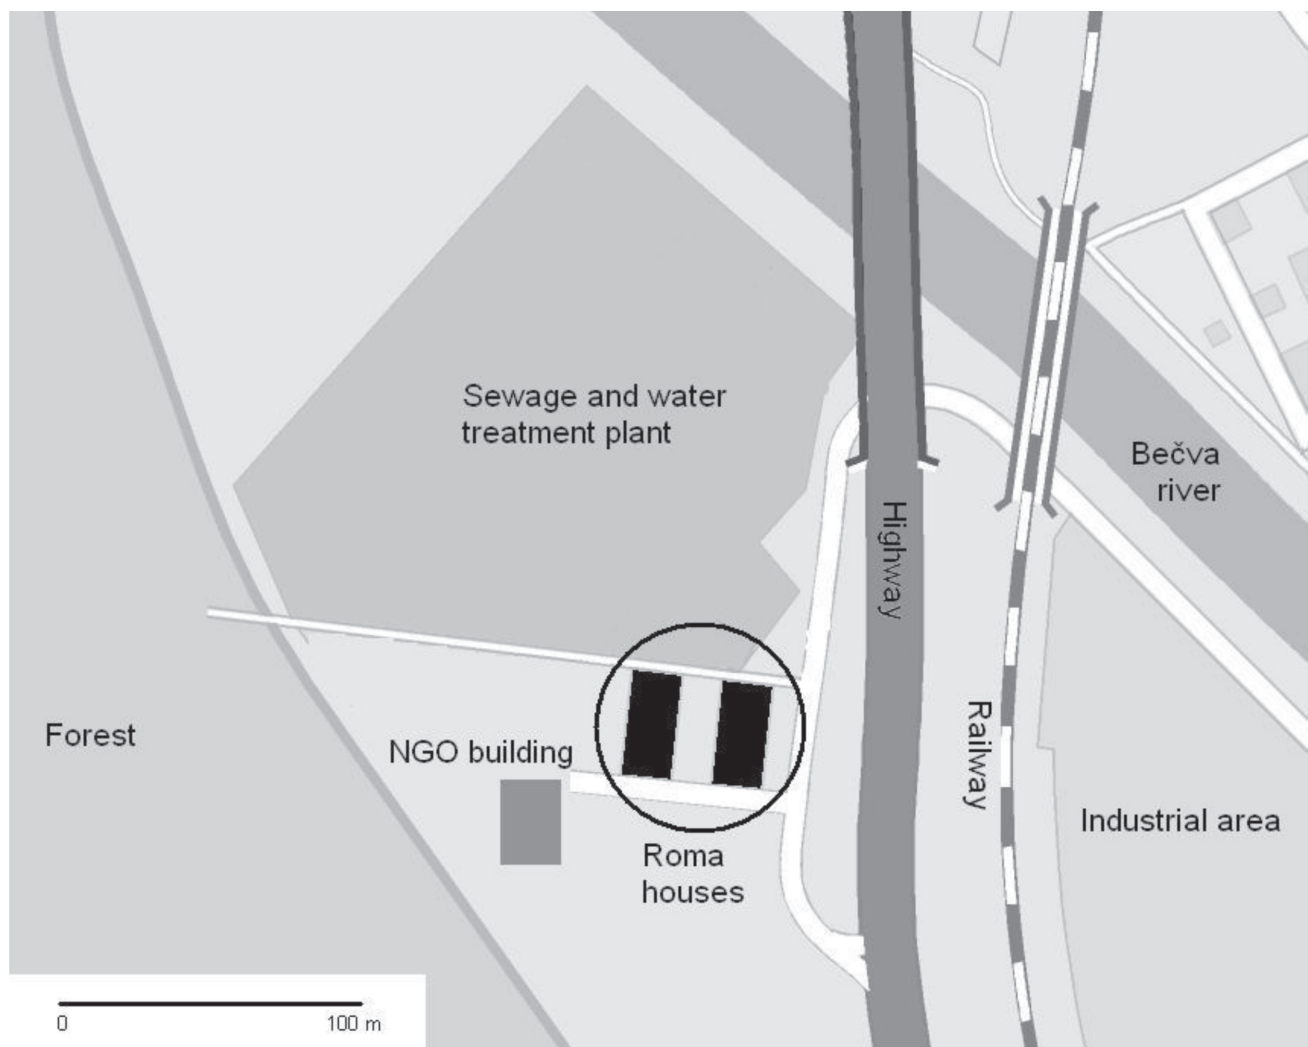 Sewage and water
treatment plant
Bečva
river
Highway
Railway
Forest
NGO building
Industrial area
Roma
houses
0
100 m